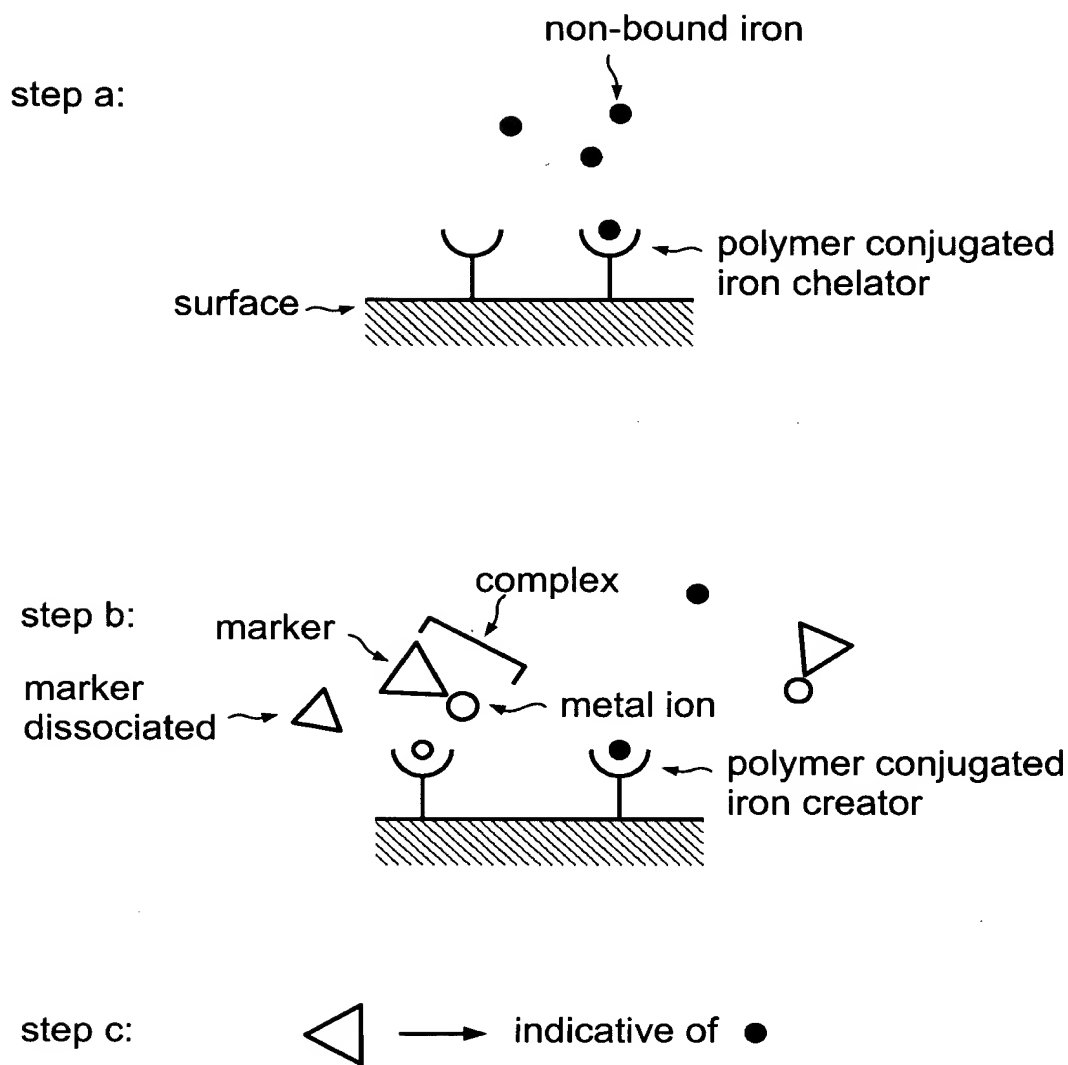 non-bound iron
step a:
polymer conjugated
iron chelator
surface
complex
step b:
marker
marker
dissociated
metal ion
polymer conjugated
iron creator
step c:
indicative of